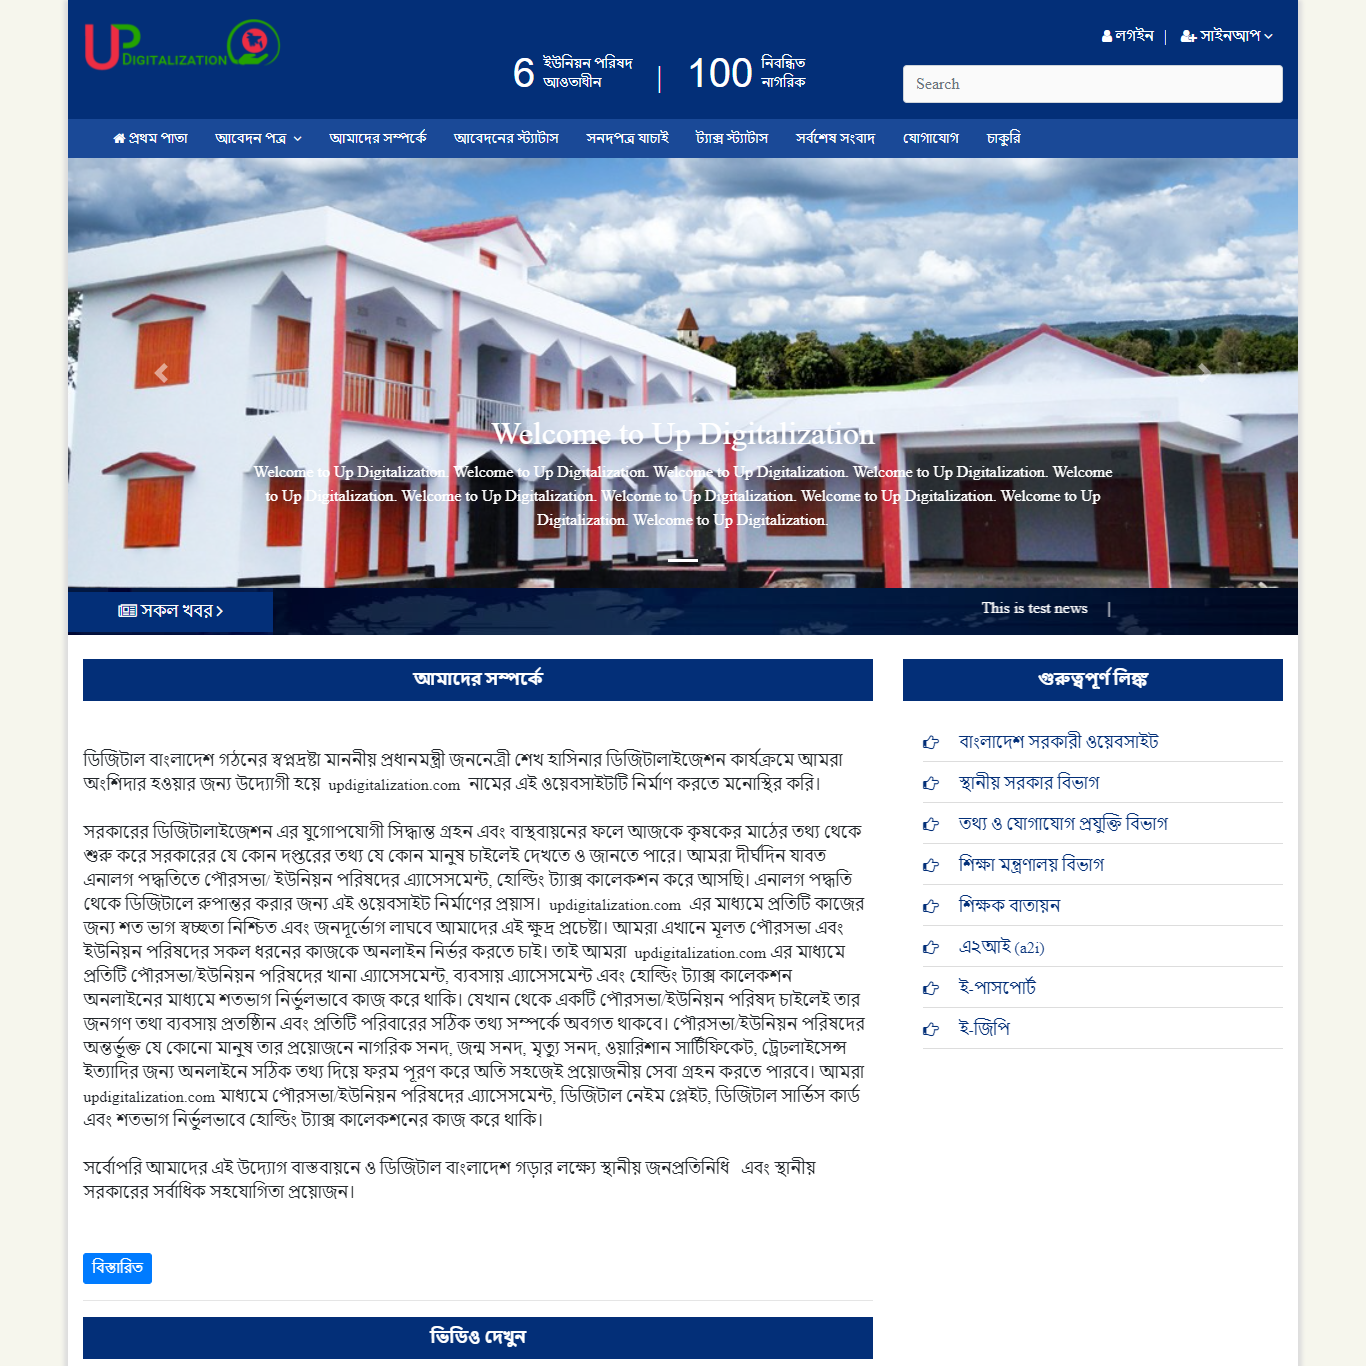 UP DIGITALIZATION
6 ইউনিয়ন পরিষদ আওতাধীন | 100 নিবন্ধিত নাগরিক
লগইন | সাইনআপ
Search
প্রথম পাতা আবেদন পত্র আমাদের সম্পর্কে আবেদনের স্ট্যাটাস সনদপত্র যাচাই ট্যাক্স স্ট্যাটাস সর্বশেষ সংবাদ যোগাযোগ চাকুরি
Welcome to Up Digitalization
Welcome to Up Digitalization. Welcome to Up Digitalization. Welcome to Up Digitalization. Welcome to Up Digitalization. Welcome
to Up Digitalization. Welcome to Up Digitalization. Welcome to Up Digitalization. Welcome to Up Digitalization. Welcome to Up
Digitalization. Welcome to Up Digitalization.
সকল খবর
This is test news |
আমাদের সম্পর্কে
ডিজিটাল বাংলাদেশ গঠনের স্বপ্নদ্রষ্টা মাননীয় প্রধানমন্ত্রী জননেত্রী শেখ হাসিনার ডিজিটালাইজেশন কার্যক্রমে আমরা
অংশিদার হওয়ার জন্য উদ্যোগী হয়ে updigitalization.com নামের এই ওয়েবসাইটটি নির্মাণ করতে মনোস্থির করি।
সরকারের ডিজিটালাইজেশন এর যুগোপযোগী সিদ্ধান্ত গ্রহন এবং বাস্থবায়নের ফলে আজকে কৃষকের মাঠের তথ্য থেকে
শুরু করে সরকারের যে কোন দপ্তরের তথ্য যে কোন মানুষ চাইলেই দেখতে ও জানতে পারে। আমরা দীর্ঘদিন যাবত
এনালগ পদ্ধতিতে পৌরসভা/ ইউনিয়ন পরিষদের এ্যাসেসমেন্ট, হোল্ডিং ট্যাক্স কালেকশন করে আসছি। এনালগ পদ্ধতি
থেকে ডিজিটালে রুপান্তর করার জন্য এই ওয়েবসাইট নির্মাণের প্রয়াস। updigitalization.com এর মাধ্যমে প্রতিটি কাজের
জন্য শত ভাগ স্বচ্ছতা নিশ্চিত এবং জনদূর্ভোগ লাঘবে আমাদের এই ক্ষুদ্র প্রচেষ্টা। আমরা এখানে মূলত পৌরসভা এবং
ইউনিয়ন পরিষদের সকল ধরনের কাজকে অনলাইন নির্ভর করতে চাই। তাই আমরা updigitalization.com এর মাধ্যমে
প্রতিটি পৌরসভা/ইউনিয়ন পরিষদের খানা এ্যাসেসমেন্ট, ব্যবসায় এ্যাসেসমেন্ট এবং হোল্ডিং ট্যাক্স কালেকশন
অনলাইনের মাধ্যমে শতভাগ নির্ভুলভাবে কাজ করে থাকি। যেখান থেকে একটি পৌরসভা/ইউনিয়ন পরিষদ চাইলেই তার
জনগণ তথা ব্যবসায় প্রতষ্ঠিান এবং প্রতিটি পরিবারের সঠিক তথ্য সম্পর্কে অবগত থাকবে। পৌরসভা/ইউনিয়ন পরিষদের
অন্তর্ভুক্ত যে কোনো মানুষ তার প্রয়োজনে নাগরিক সনদ, জন্ম সনদ, মৃত্যু সনদ, ওয়ারিশান সার্টিফিকেট, ট্রেডলাইসেন্স
ইত্যাদির জন্য অনলাইনে সঠিক তথ্য দিয়ে ফরম পূরণ করে অতি সহজেই প্রয়োজনীয় সেবা গ্রহন করতে পারবে। আমরা
updigitalization.com মাধ্যমে পৌরসভা/ইউনিয়ন পরিষদের এ্যাসেসমেন্ট, ডিজিটাল নেইম প্লেইট, ডিজিটাল সার্ভিস কার্ড
এবং শতভাগ নির্ভুলভাবে হোল্ডিং ট্যাক্স কালেকশনের কাজ করে থাকি।
সর্বোপরি আমাদের এই উদ্যোগ বাস্তবায়নে ও ডিজিটাল বাংলাদেশ গড়ার লক্ষ্যে স্থানীয় জনপ্রতিনিধি এবং স্থানীয়
সরকারের সর্বাধিক সহযোগিতা প্রয়োজন।
বিস্তারিত
ভিডিও দেখুন
গুরুত্বপূর্ণ লিঙ্ক
বাংলাদেশ সরকারী ওয়েবসাইট
স্থানীয় সরকার বিভাগ
তথ্য ও যোগাযোগ প্রযুক্তি বিভাগ
শিক্ষা মন্ত্রণালয় বিভাগ
শিক্ষক বাতায়ন
এ২আই (a2i)
ই-পাসপোর্ট
ই-জিপি